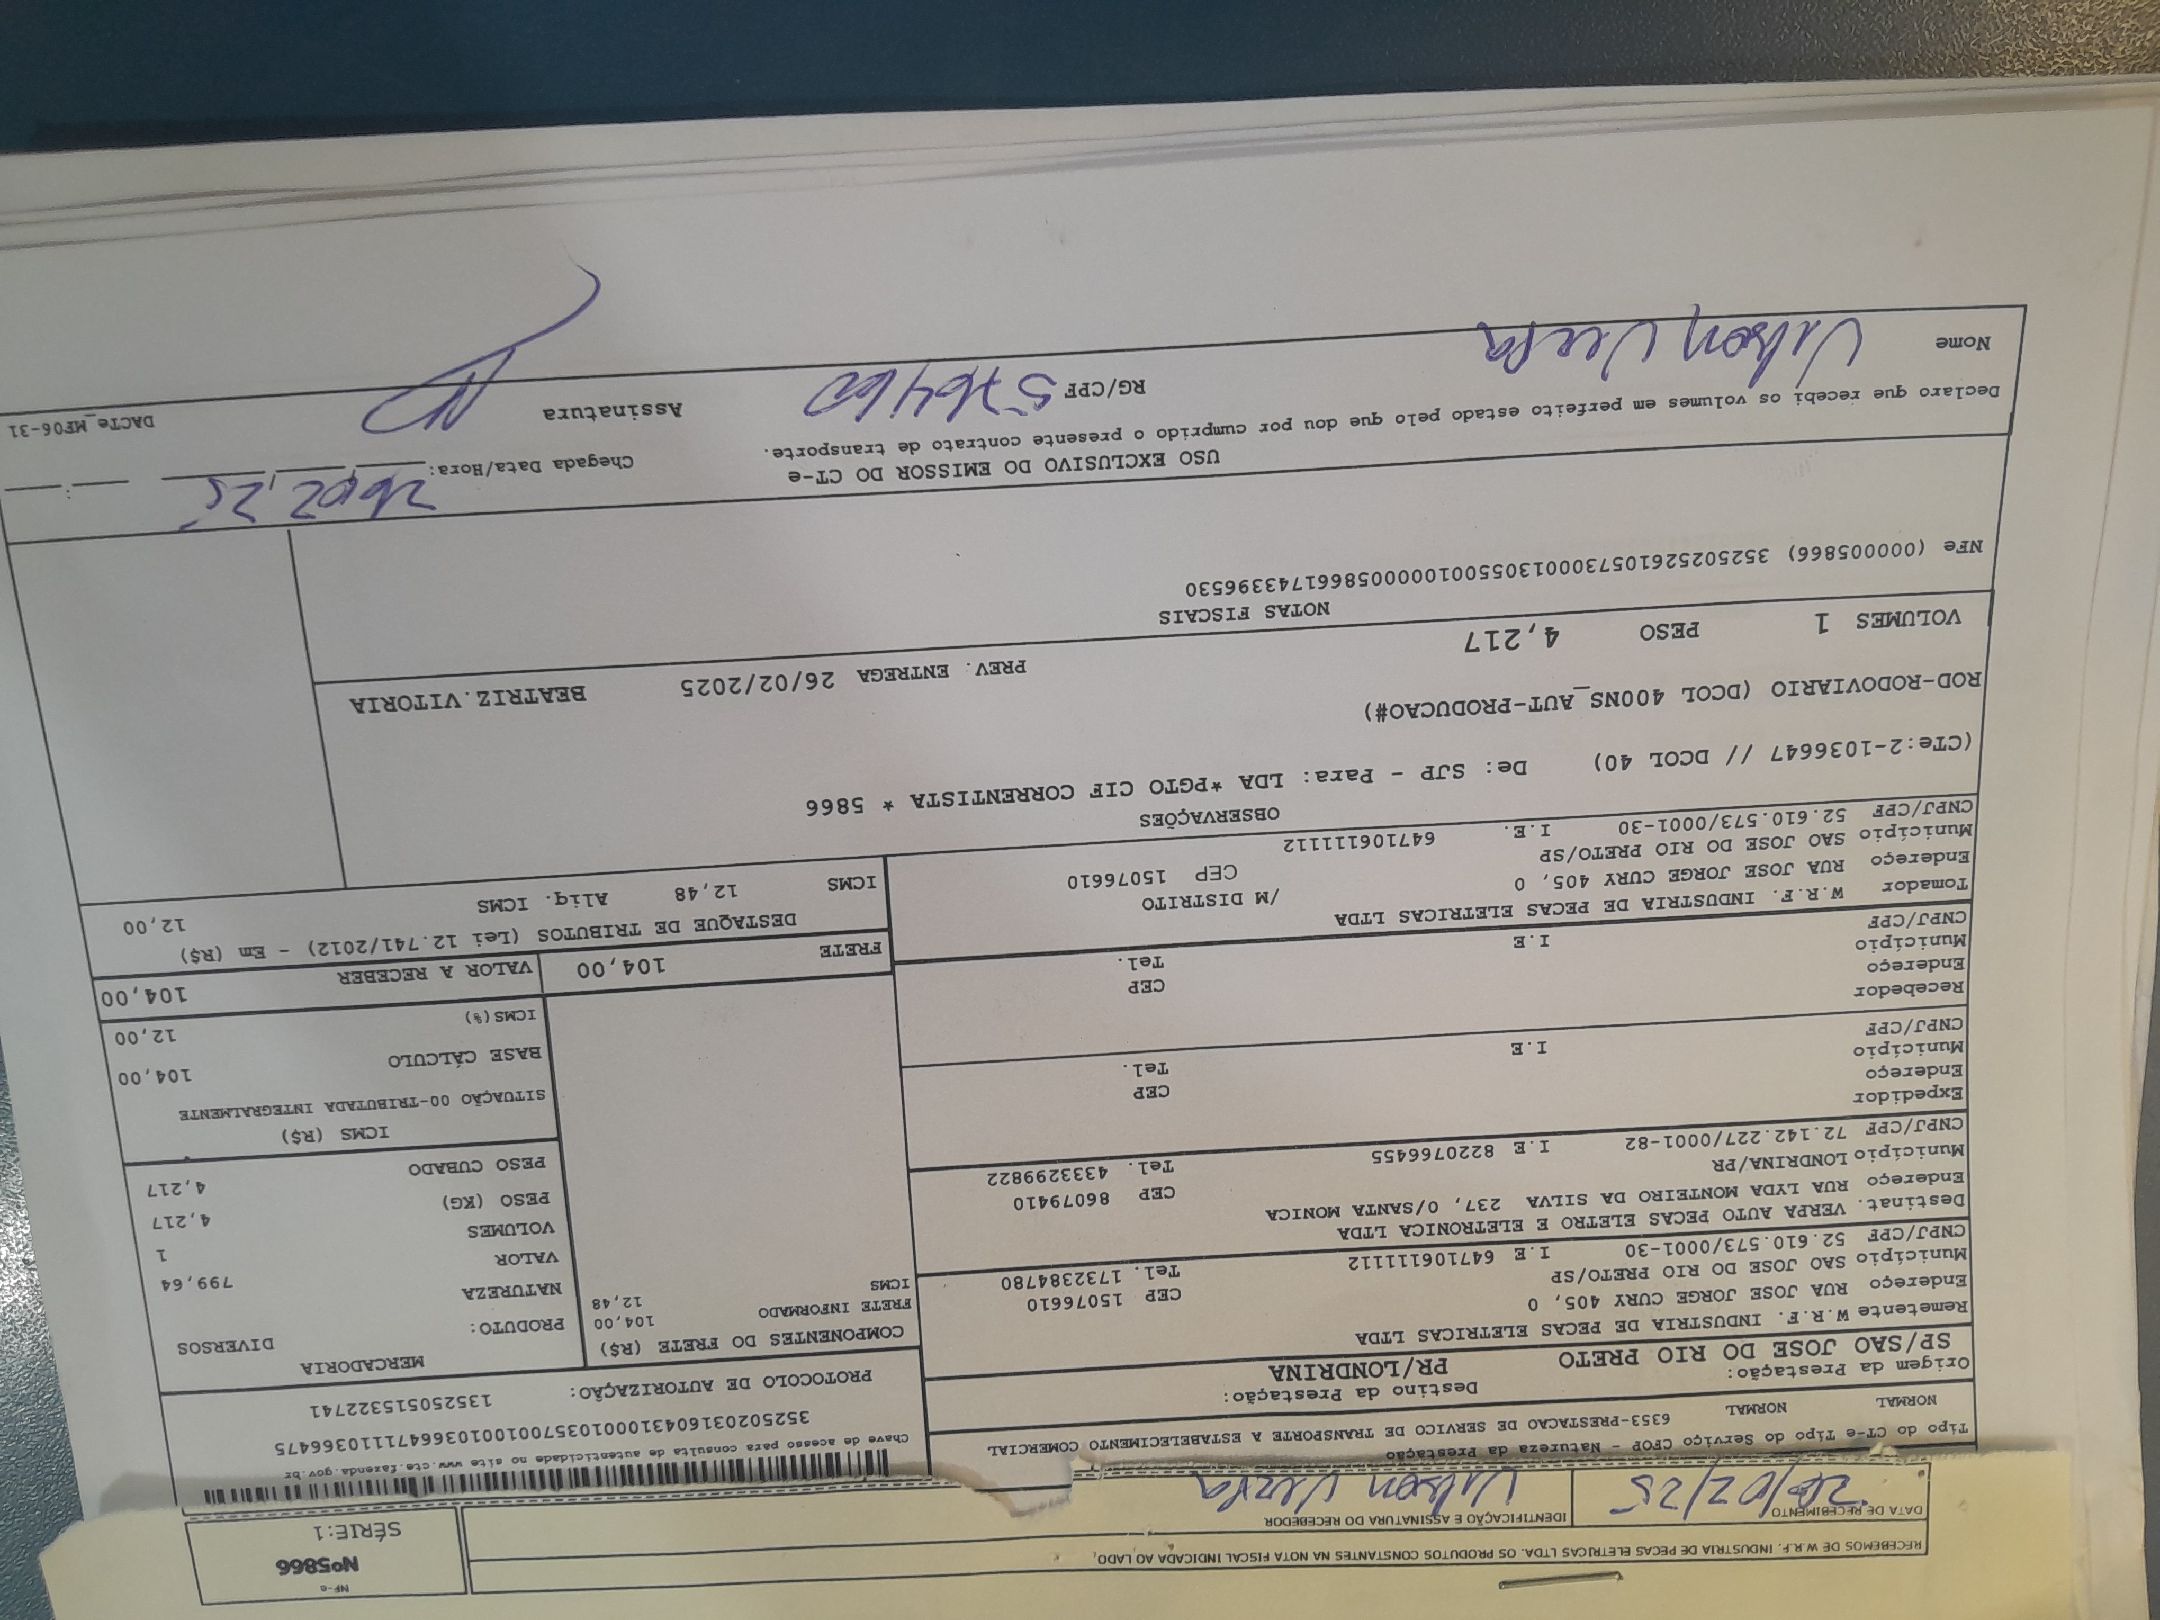 RECEBEMOS DE W.R.F. INDUSTRIA DE PECAS ELETRICAS LTDA. OS PRODUTOS CONSTANTES NA NOTA FISCAL INDICADA AO LADO,
DATA DE RECEBIMENTO
26/02/25
IDENTIFICAÇÃO E ASSINATURA DO RECEBEDOR
NF-e
Nº5866
SÉRIE:1
Tipo do CT-e Tipo do Serviço CFOP - Natureza da Prestação
NORMAL NORMAL 6353-PRESTACAO DE SERVICO DE TRANSPORTE A ESTABELECIMENTO COMERCIAL
Origem da Prestação: Destino da Prestação:
SP/SAO JOSE DO RIO PRETO PR/LONDRINA
Chave de acesso para consulta de autenticidade no site www.cte.fazenda.gov.br
PROTOCOLO DE AUTORIZAÇÃO: 135250515322741
Remetente W.R.F. INDUSTRIA DE PECAS ELETRICAS LTDA
Endereço RUA JOSE JORGE CURY 405, 0 CEP 15076610
Município SAO JOSE DO RIO PRETO/SP Tel. 1732384780
CNPJ/CPF 52.610.573/0001-30 I.E 64710611112
Destinat. VERPA AUTO PECAS ELETRO E ELETRONICA LTDA
Endereço RUA LYDA MONTEIRO DA SILVA 237, 0/SANTA MONICA CEP 86079410
Município LONDRINA/PR Tel. 4333299822
CNPJ/CPF 72.142.227/0001-82 I.E 8220766455
Expedidor
Endereço CEP
Município Tel.
CNPJ/CPF I.E
Recebedor
Endereço CEP
Município Tel.
CNPJ/CPF I.E
Tomador W.R.F. INDUSTRIA DE PECAS ELETRICAS LTDA
Endereço RUA JOSE JORGE CURY 405, 0 /M DISTRITO
Município SAO JOSE DO RIO PRETO/SP CEP 15076610
CNPJ/CPF 52.610.573/0001-30 I.E. 64710611112
COMPONENTES DO FRETE (R$)
FRETE INFORMADO 104,00
ICMS 12,48
MERCADORIA
PRODUTO: DIVERSOS
NATUREZA
VALOR 799,64
VOLUMES 1
PESO (KG) 4,217
PESO CUBADO 4,217
ICMS (R$)
SITUAÇÃO 00-TRIBUTADA INTEGRALMENTE
BASE CÁLCULO 104,00
ICMS(%) 12,00
FRETE 104,00 VALOR A RECEBER 104,00
DESTAQUE DE TRIBUTOS (Lei 12.741/2012) - Em (R$)
ICMS 12,48 Aliq. ICMS 12,00
OBSERVAÇÕES
(CTe:2-1036647 // DCOL 40) De: SJP - Para: LDA *PGTO CIF CORRENTISTA * 5866
ROD-RODOVIARIO (DCOL 400NS_AUT-PRODUCAO#)
PREV. ENTREGA 26/02/2025 BEATRIZ.VITORIA
VOLUMES 1 PESO 4,217
NOTAS FISCAIS
NFe (000005866) 35250252610573000130550010000058661743396530
USO EXCLUSIVO DO EMISSOR DO CT-e
Declaro que recebi os volumes em perfeito estado pelo que dou por cumprido o presente contrato de transporte.
Chegada Data/Hora: 26/02/25
Nome
RG/CPF
Assinatura
DACTe_MF06-31